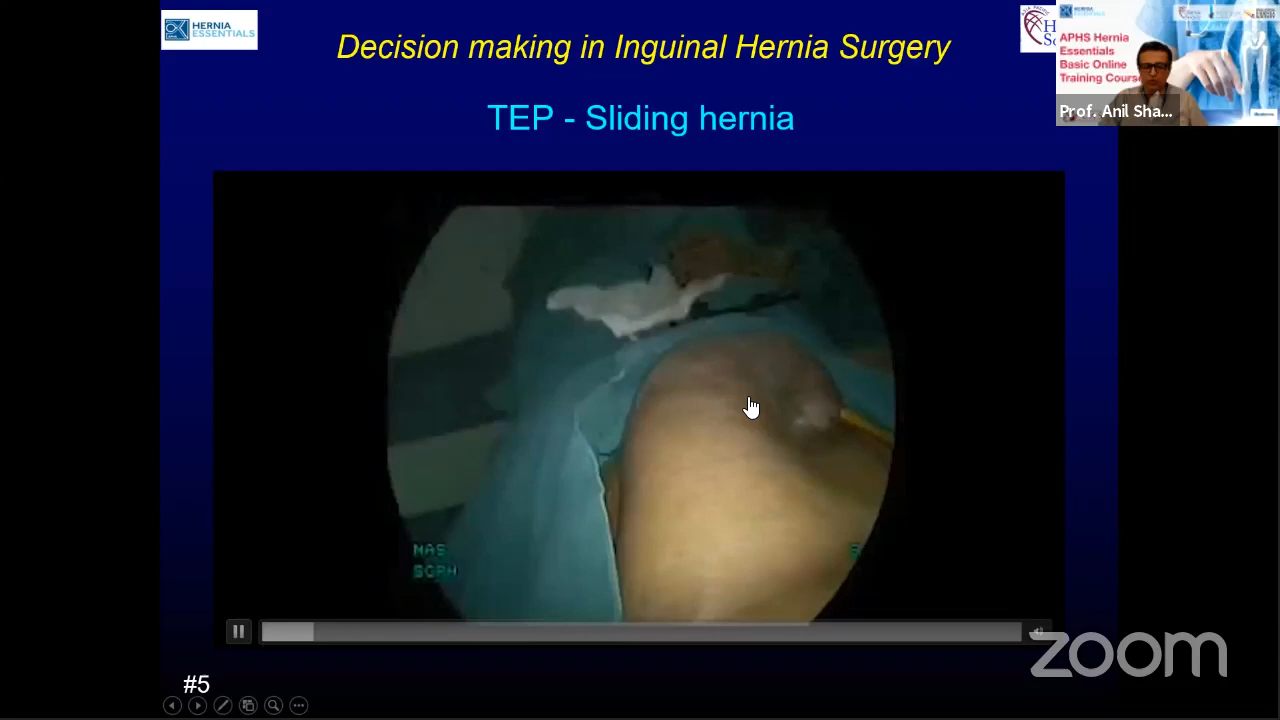 HERNIA
ESSENTIALS
Decision making in Inguinal Hernia Surgery
TEP - Sliding hernia
APHS Hernia
Essentials
Basic Online
Training Course
Prof. Anil Sha...
#5
zoom